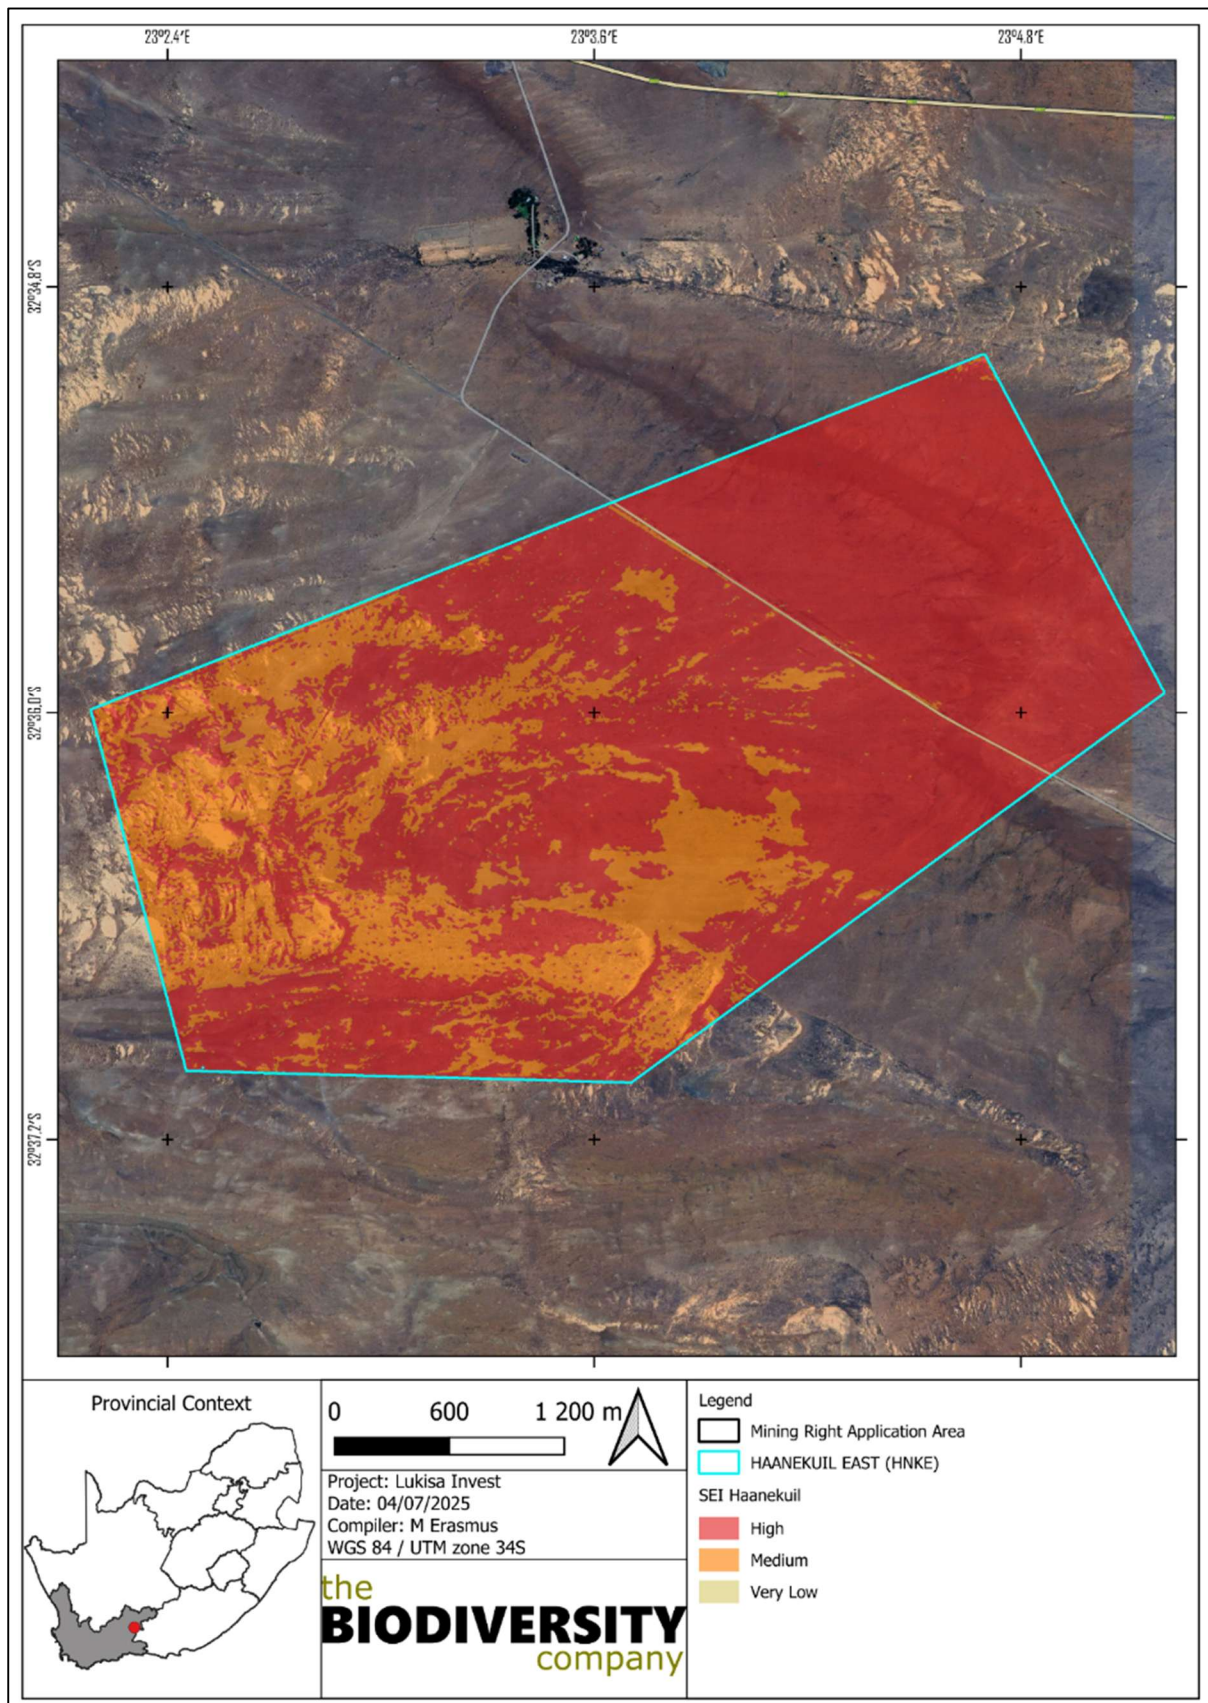 23°2.4'E 23°3.6'E 23°4.8'E
32°34.8'S
32°36.0'S
32°37.2'S
Provincial Context
0 600 1 200 m
Project: Lukisa Invest
Date: 04/07/2025
Compiler: M Erasmus
WGS 84 / UTM zone 34S
the
BIODIVERSITY
company
Legend
Mining Right Application Area
HAANEKUIL EAST (HNKE)
SEI Haanekuil
High
Medium
Very Low